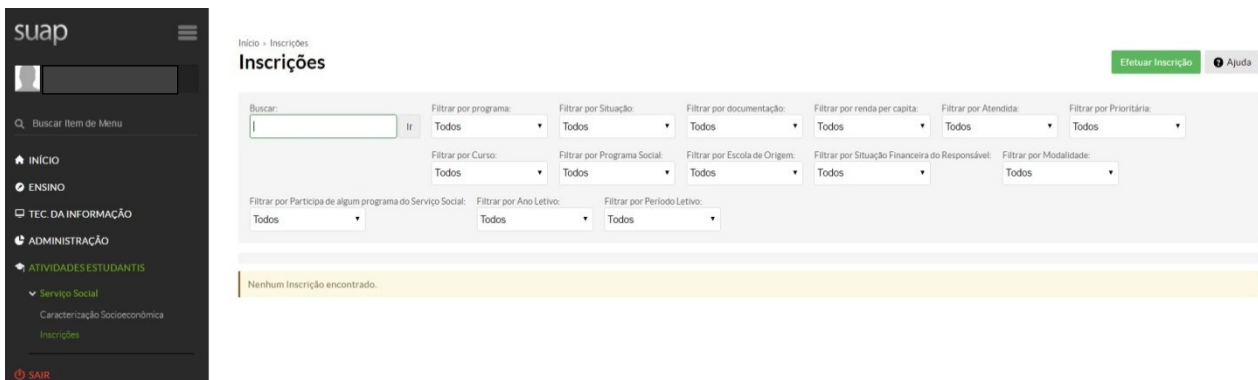 suap
Buscar Item de Menu
INÍCIO
ENSINO
TEC. DA INFORMAÇÃO
ADMINISTRAÇÃO
ATIVIDADES ESTUDANTIS
Serviço Social
Caracterização Socioeconômica
Inscrições
SAIR
Início › Inscrições
Inscrições
Efetuar Inscrição
Ajuda
Buscar: Filtrar por programa: Filtrar por Situação: Filtrar por documentação: Filtrar por renda per capita: Filtrar por Atendida: Filtrar por Prioritária:
Ir Todos Todos Todos Todos Todos Todos
Filtrar por Curso: Filtrar por Programa Social: Filtrar por Escola de Origem: Filtrar por Situação Financeira do Responsável: Filtrar por Modalidade:
Todos Todos Todos Todos Todos
Filtrar por Participa de algum programa do Serviço Social: Filtrar por Ano Letivo: Filtrar por Período Letivo:
Todos Todos Todos
Nenhum Inscrição encontrado.